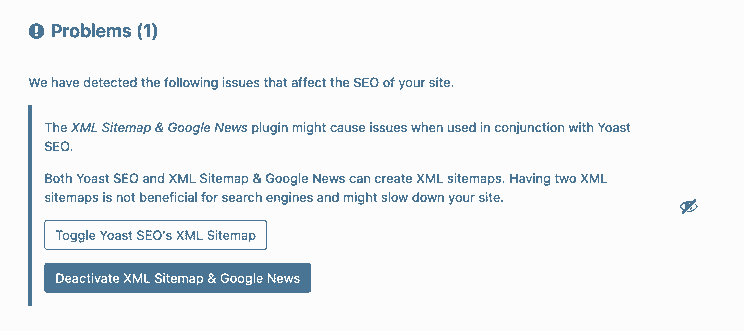 Problems (1)
We have detected the following issues that affect the SEO of your site.
The XML Sitemap & Google News plugin might cause issues when used in conjunction with Yoast
SEO.
Both Yoast SEO and XML Sitemap & Google News can create XML sitemaps. Having two XML
sitemaps is not beneficial for search engines and might slow down your site.
Toggle Yoast SEO's XML Sitemap
Deactivate XML Sitemap & Google News